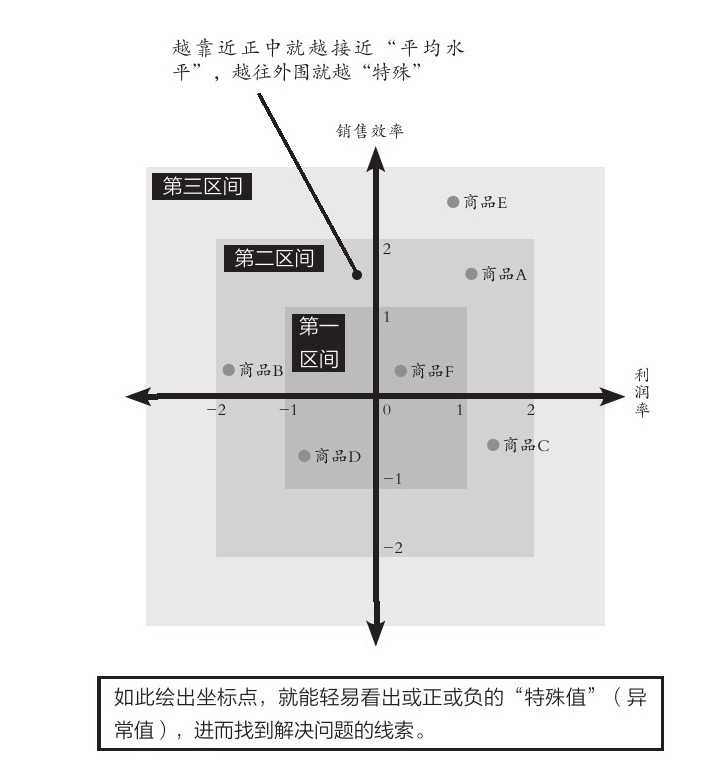 越靠近正中就越接近“平均水
平”，越往外围就越“特殊”
销售效率
第三区间
商品E
第二区间
2
商品A
1
第一
区间
商品B
商品F
利
润
率
−2
−1
0
1
2
商品C
商品D
−1
−2
如此绘出坐标点，就能轻易看出或正或负的“特殊值”（异
常值），进而找到解决问题的线索。